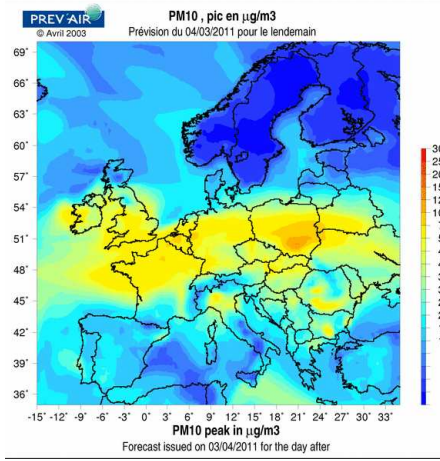 PREV'AIR
© Avril 2003
PM10 , pic en µg/m3
Prévision du 04/03/2011 pour le lendemain
69°
66°
63°
60°
57°
54°
51°
48°
45°
42°
39°
36°
-15° -12° -9° -6° -3° 0° 3° 6° 9° 12° 15° 18° 21° 24° 27° 30° 33°
PM10 peak in µg/m3
Forecast issued on 03/04/2011 for the day after